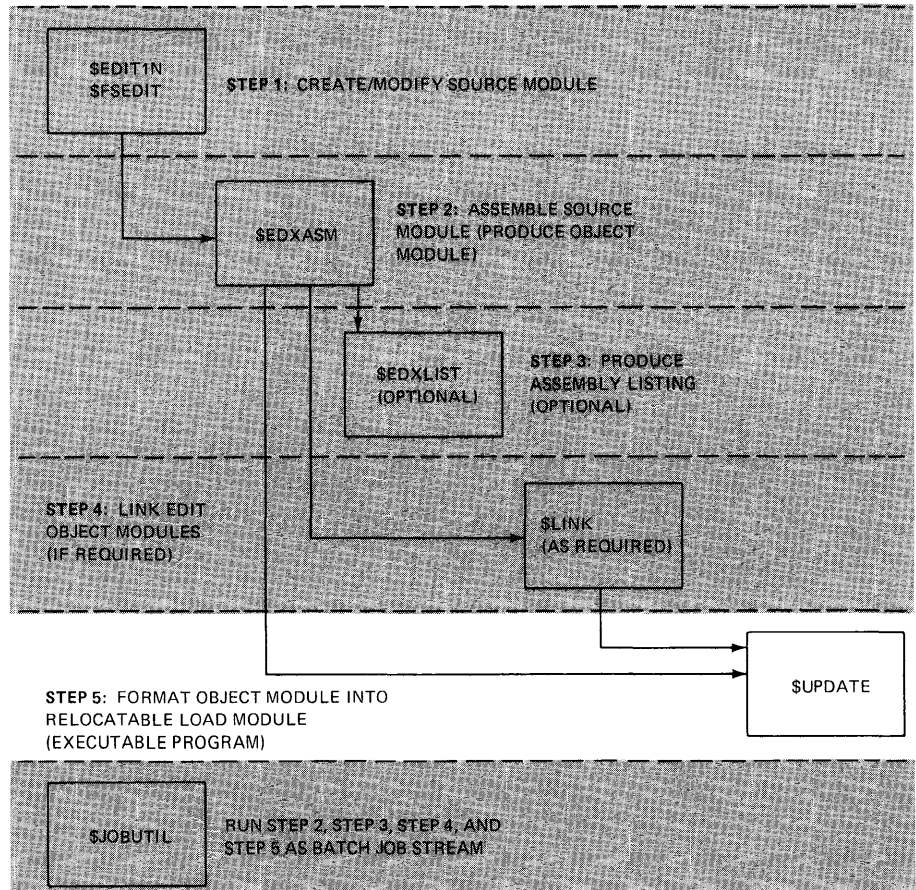 $EDIT1N
$FSEDIT
STEP 1: CREATE/MODIFY SOURCE MODULE
$EDXASM
STEP 2: ASSEMBLE SOURCE
MODULE (PRODUCE OBJECT
MODULE)
$EDXLIST
(OPTIONAL)
STEP 3: PRODUCE
ASSEMBLY LISTING
(OPTIONAL)
STEP 4: LINK EDIT
OBJECT MODULES
(IF REQUIRED)
$LINK
(AS REQUIRED)
$UPDATE
STEP 5: FORMAT OBJECT MODULE INTO
RELOCATABLE LOAD MODULE
(EXECUTABLE PROGRAM)
$JOBUTIL
RUN STEP 2, STEP 3, STEP 4, AND
STEP 5 AS BATCH JOB STREAM